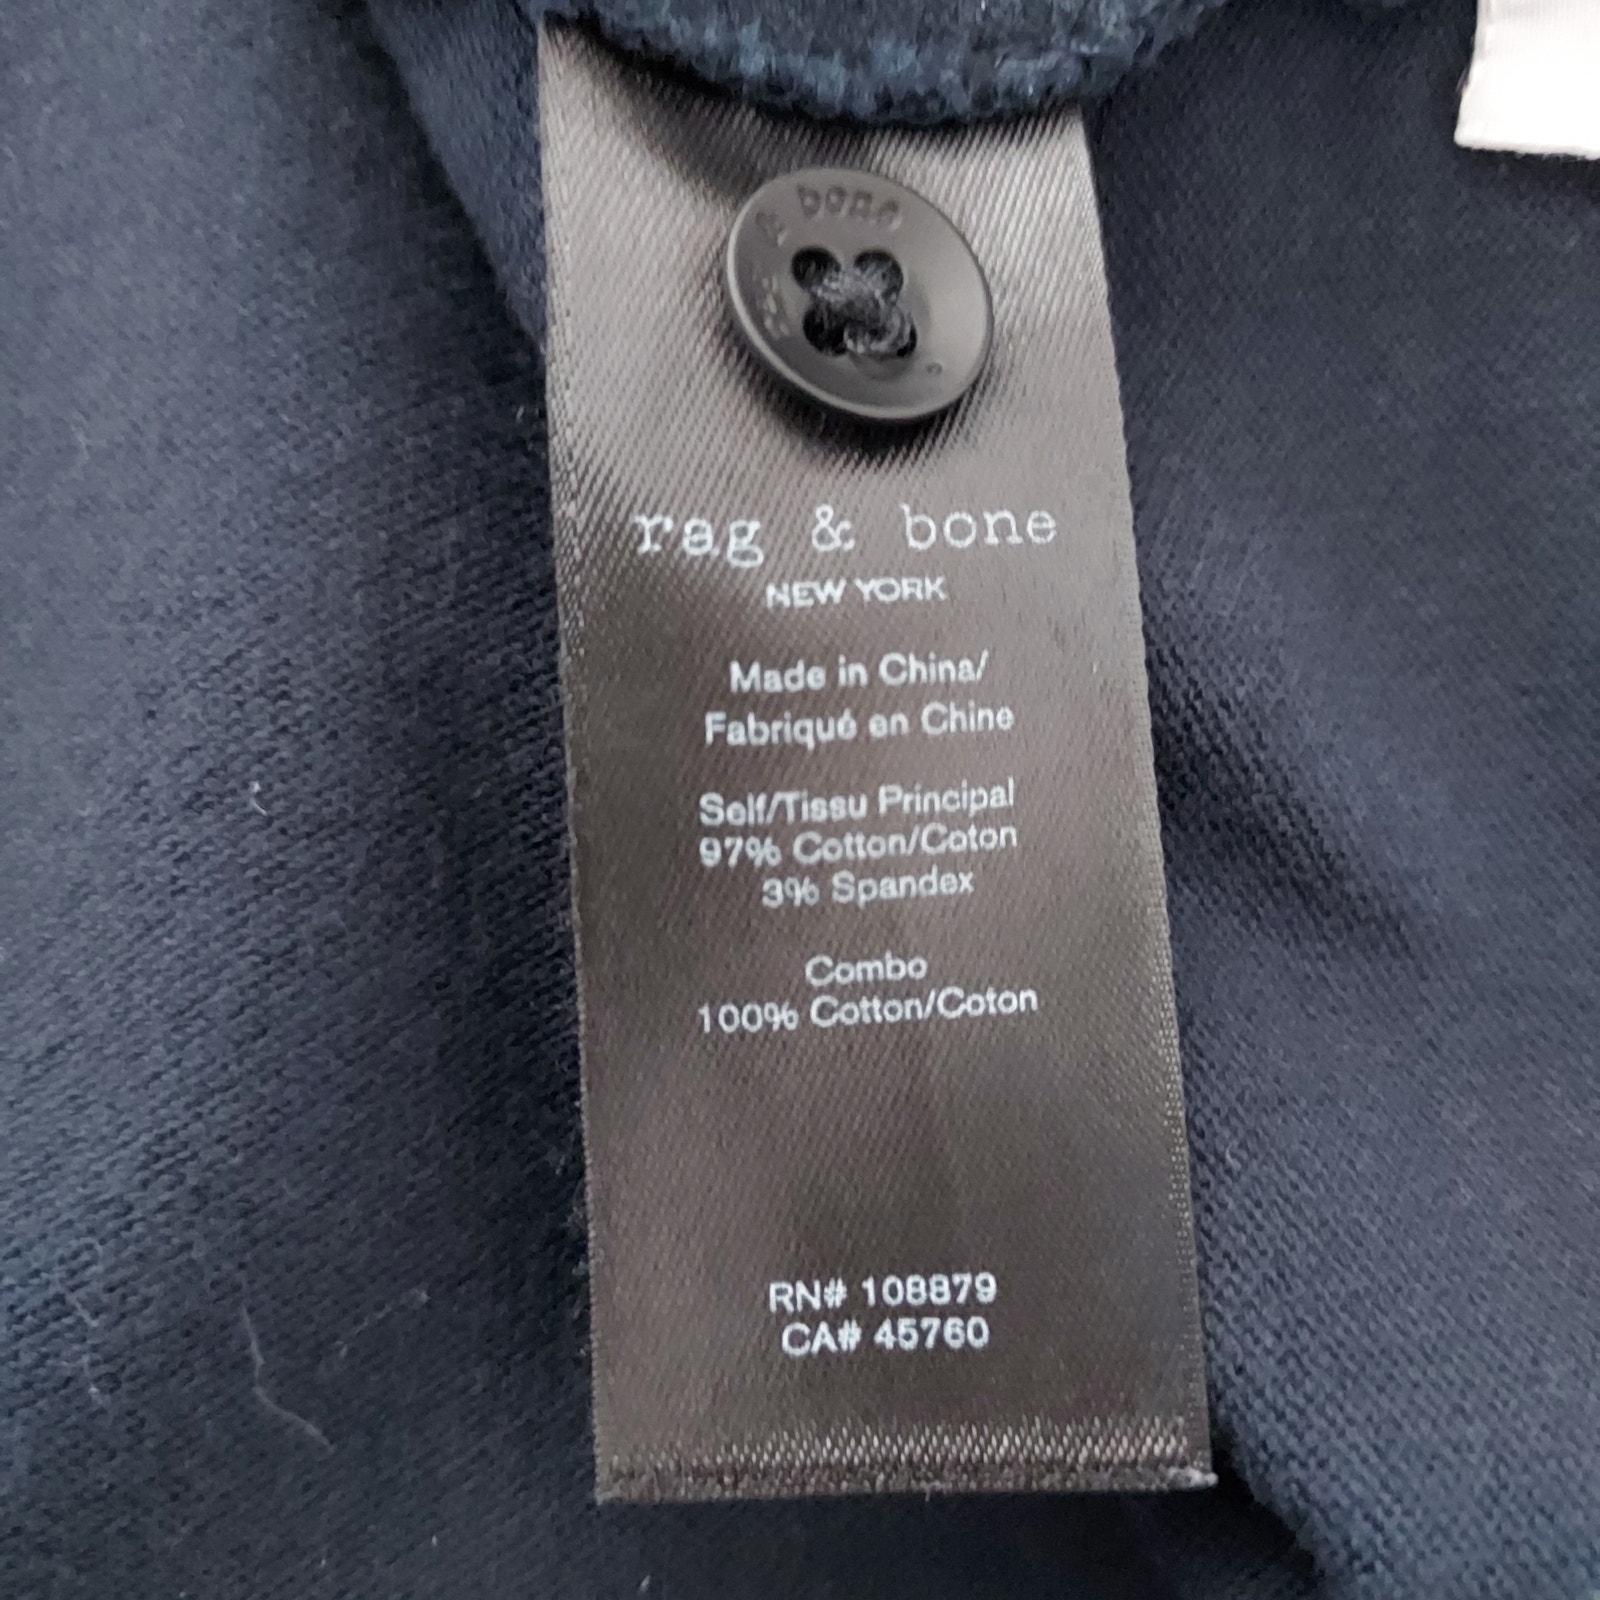 & bone
rag & bone
NEW YORK
Made in China/
Fabriqué en Chine
Self/Tissu Principal
97% Cotton/Coton
3% Spandex
Combo
100% Cotton/Coton
RN# 108879
CA# 45760